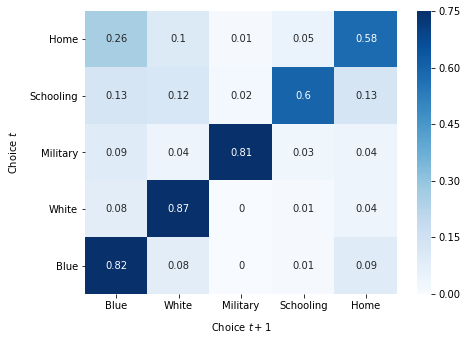 Home 0.26 0.1 0.01 0.05 0.58
Schooling 0.13 0.12 0.02 0.6 0.13
Military 0.09 0.04 0.81 0.03 0.04
White 0.08 0.87 0 0.01 0.04
Blue 0.82 0.08 0 0.01 0.09
Blue White Military Schooling Home
Choice t + 1
Choice t
0.75
0.60
0.45
0.30
0.15
0.00